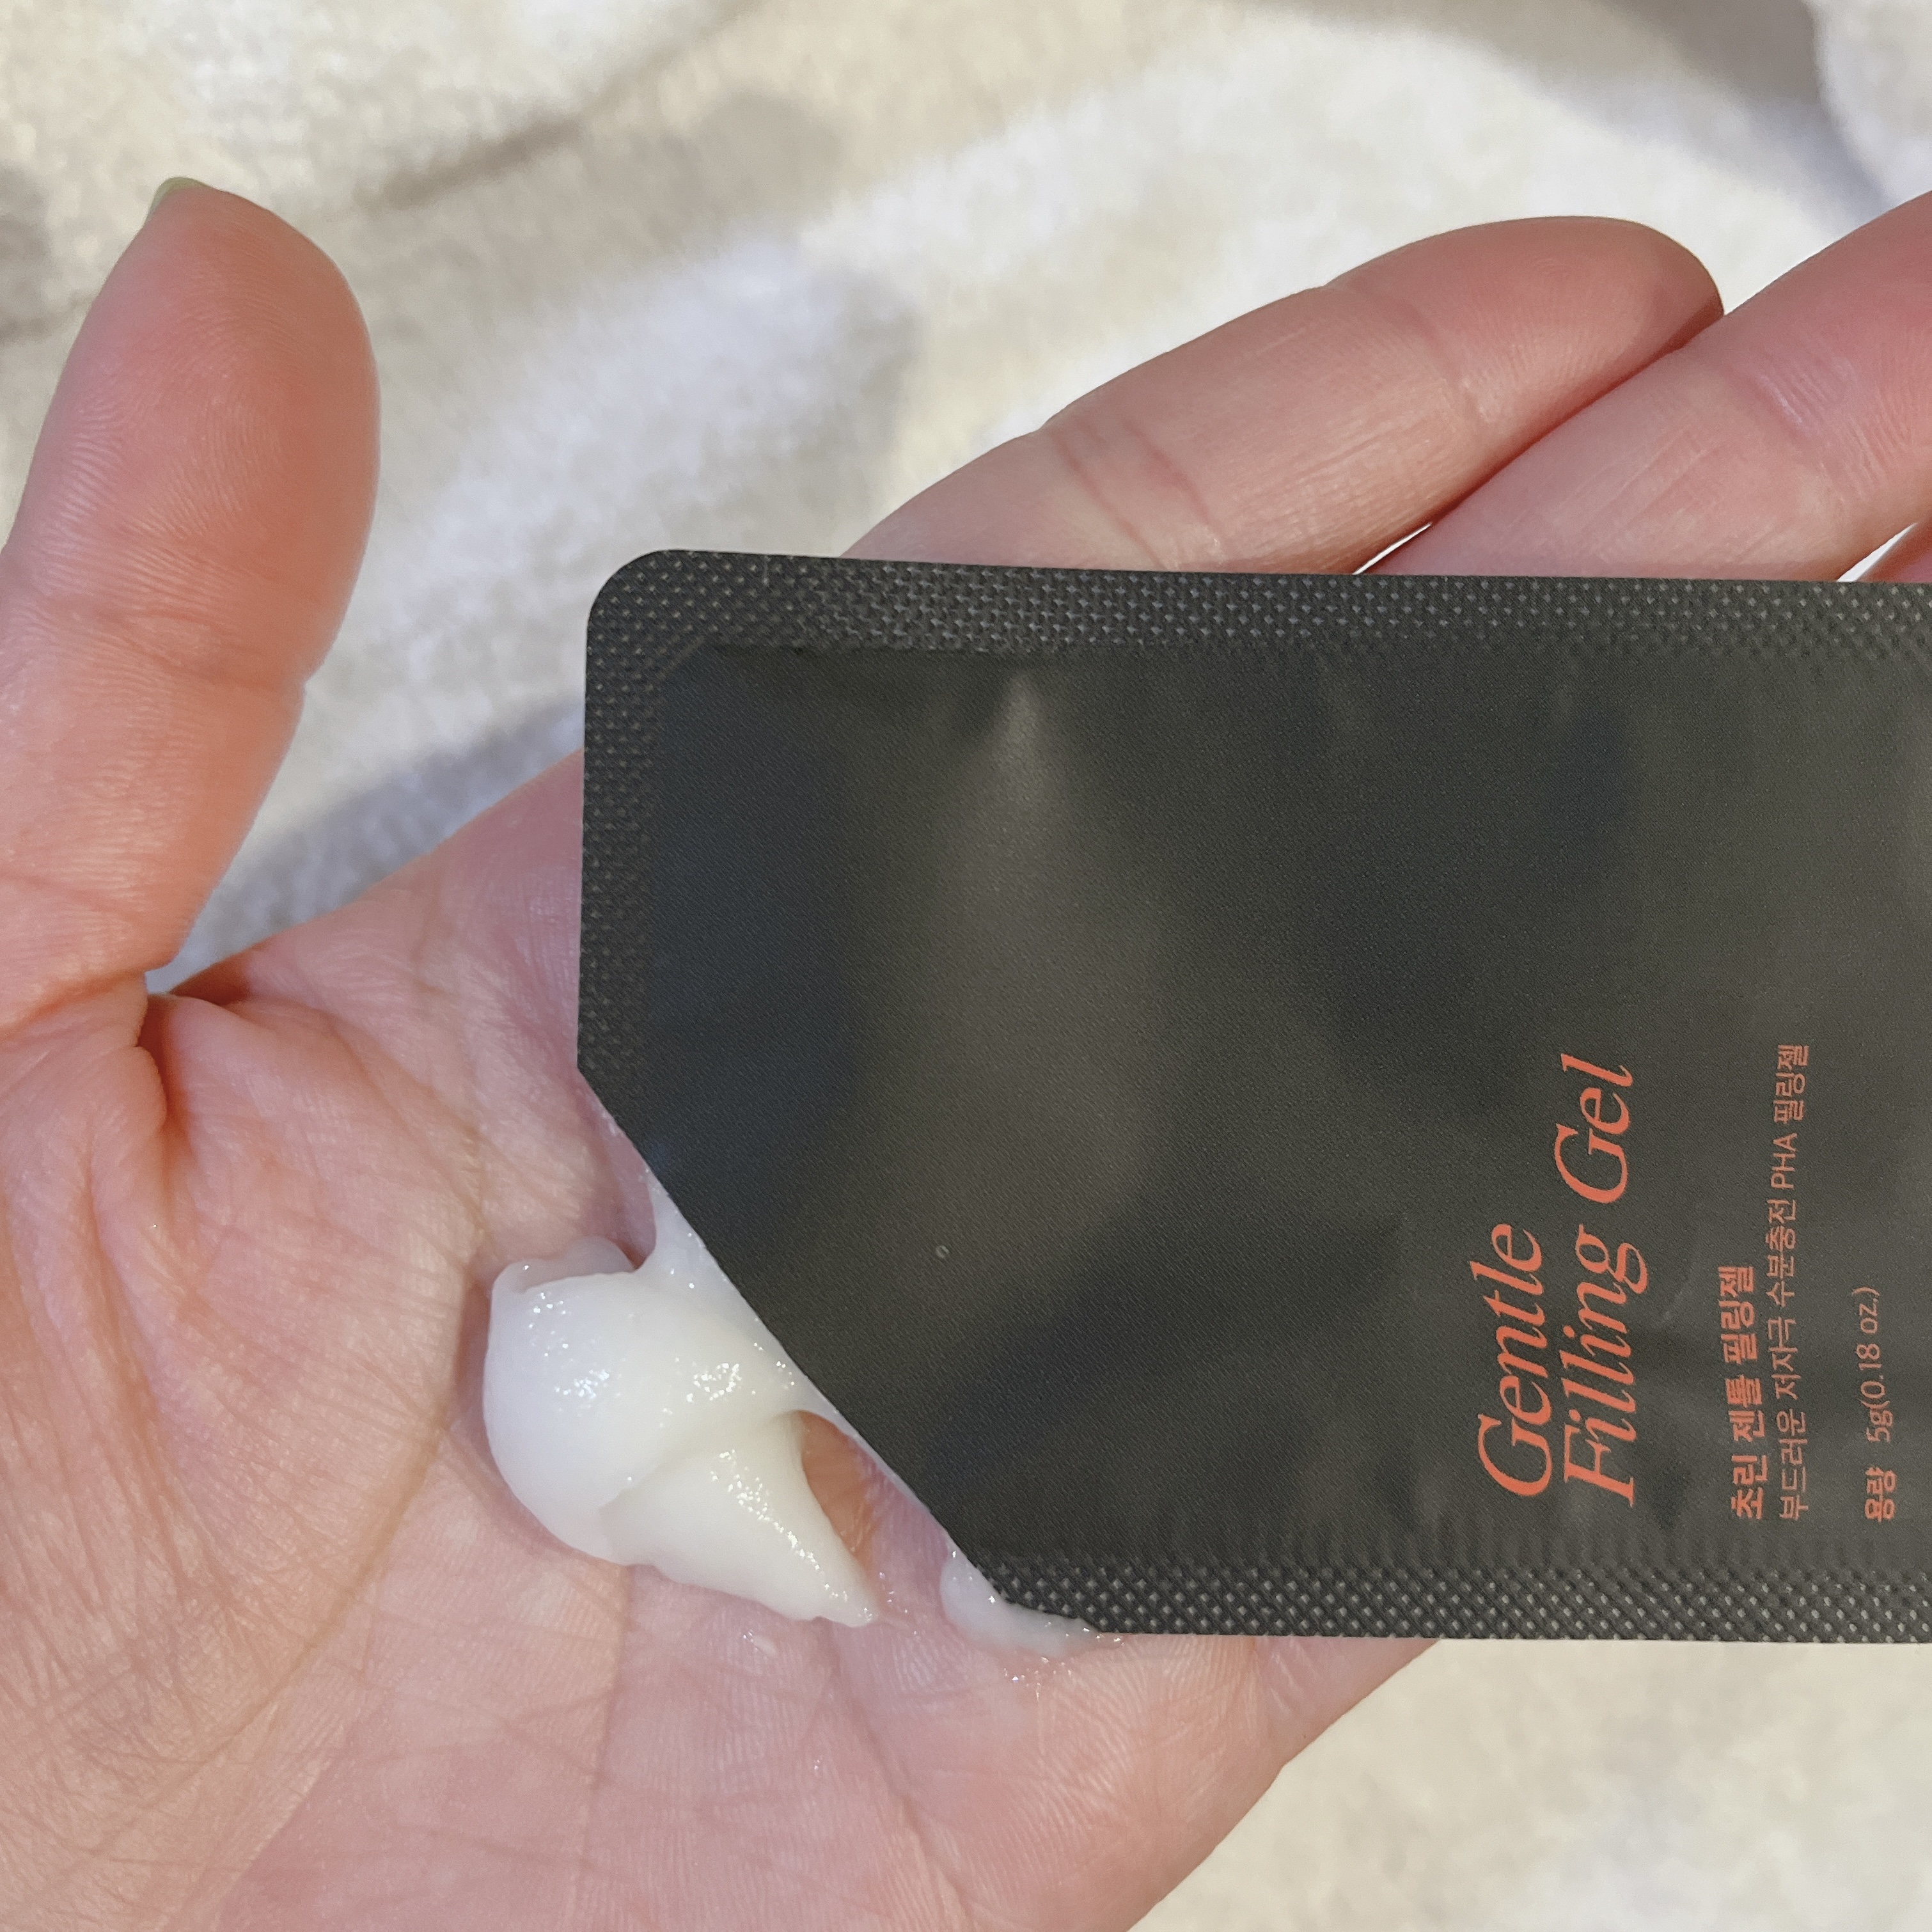 Gentle
Filling Gel
초린 젠틀 필링젤
부드러운 저자극 수분충전 PHA 필링젤
용량 5g(0.18 oz.)